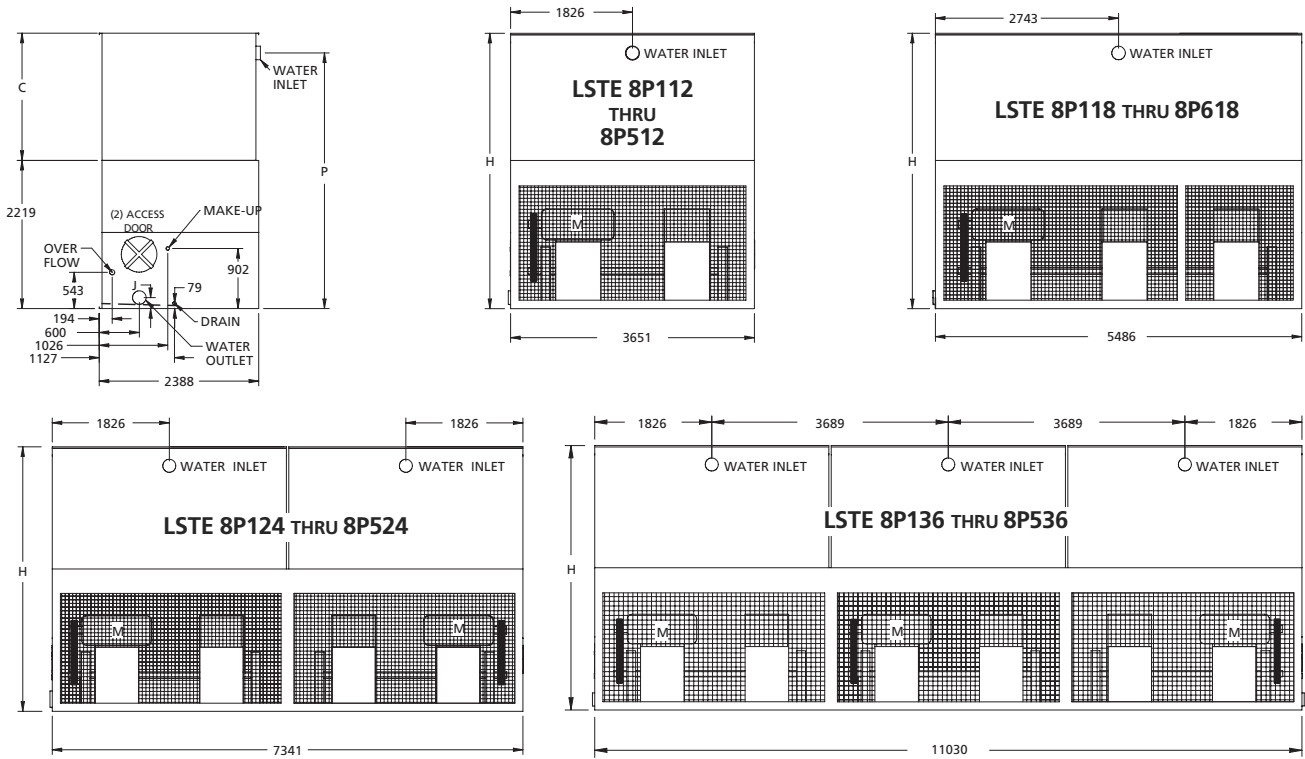 C
2219
WATER
INLET
P
(2) ACCESS
DOOR
MAKE-UP
OVER
FLOW
543
902
J
79
194
600
1026
1127
DRAIN
WATER
OUTLET
2388
1826
WATER INLET
LSTE 8P112
THRU
8P512
H
M
3651
2743
WATER INLET
LSTE 8P118 THRU 8P618
H
M
5486
1826
1826
WATER INLET
WATER INLET
LSTE 8P124 THRU 8P524
H
M
M
7341
1826
3689
3689
1826
WATER INLET
WATER INLET
WATER INLET
LSTE 8P136 THRU 8P536
H
M
M
M
11030